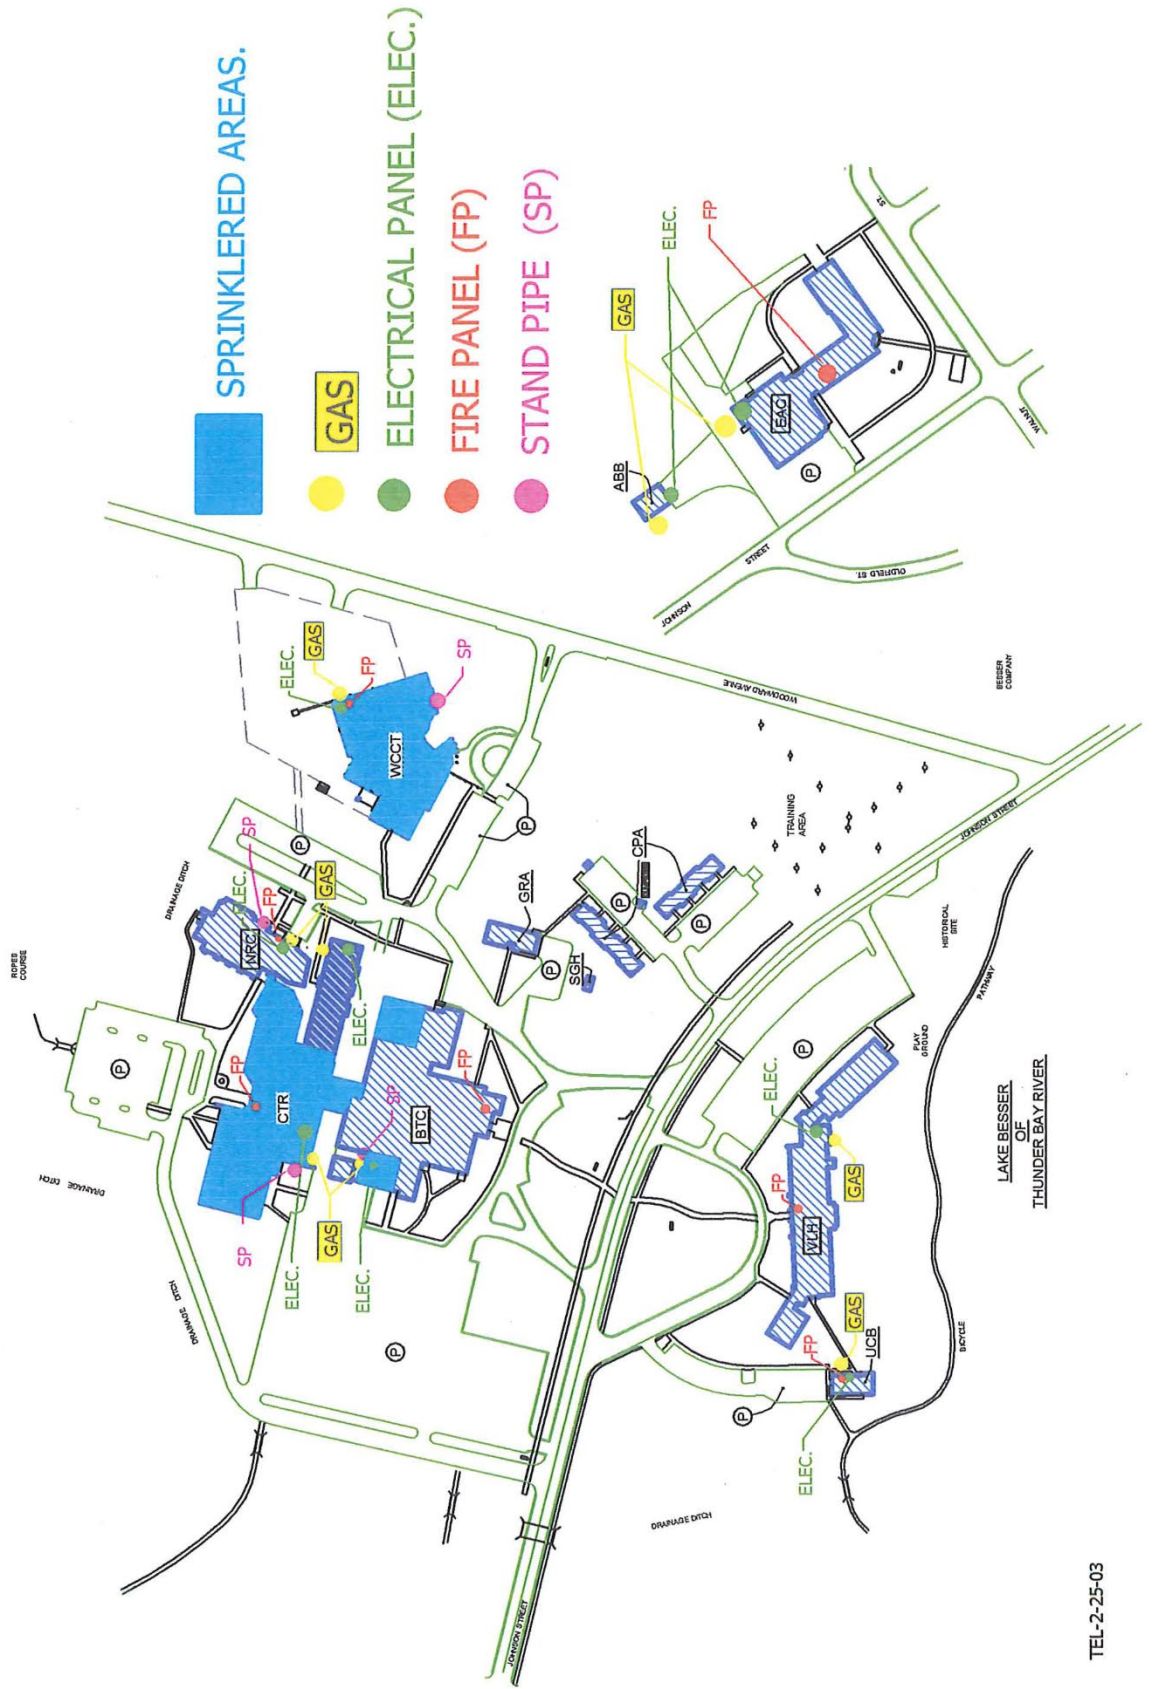 SPRINKLERED AREAS.
GAS
ELECTRICAL PANEL (ELEC.)
FIRE PANEL (FP)
STAND PIPE (SP)
ROPES
COURSE
DRAINAGE DITCH
P
DRAINAGE DITCH
DRAINAGE DITCH
NRC
ELEC.
SP
FP
GAS
P
ELEC.
GAS
FP
WCCT
SP
P
FP
CTR
SP
ELEC.
GAS
ELEC.
ELEC.
SP
BTC
FP
P
GRA
P
SGH
P
CPA
P
TRAINING
AREA
WOODWARD AVENUE
JOHNSON STREET
BESSER
COMPANY
HISTORICAL
SITE
PATHWAY
PLAY
GROUND
P
ELEC.
GAS
FP
VLH
GAS
FP
UCB
ELEC.
P
BICYCLE
DRAINAGE DITCH
JOHNSON STREET
LAKE BESSER
OF
THUNDER BAY RIVER
GAS
ELEC.
FP
ABB
EAC
P
JOHNSON
STREET
OLDFIELD ST.
WALNUT
ST.
TEL-2-25-03